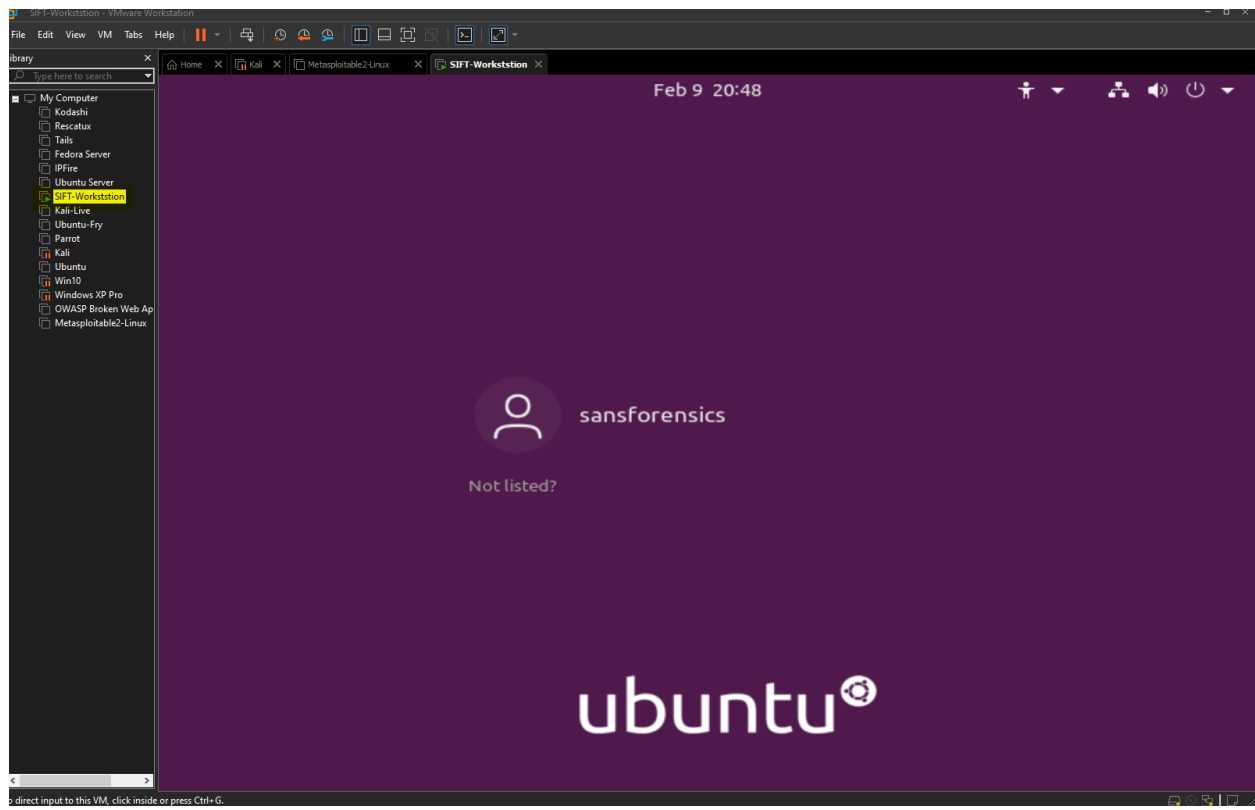 SIFT-Workststion - VMware Workstation
File Edit View VM Tabs Help
ibrary
Type here to search
Home Kali Metasploitable2-Linux SIFT-Workststion
My Computer
Kodashi
Rescatux
Tails
Fedora Server
IPFire
Ubuntu Server
SIFT-Workststion
Kali-Live
Ubuntu-Fry
Parrot
Kali
Ubuntu
Win10
Windows XP Pro
OWASP Broken Web Ap
Metasploitable2-Linux
Feb 9 20:48
sansforensics
Not listed?
ubuntu
o direct input to this VM, click inside or press Ctrl+G.